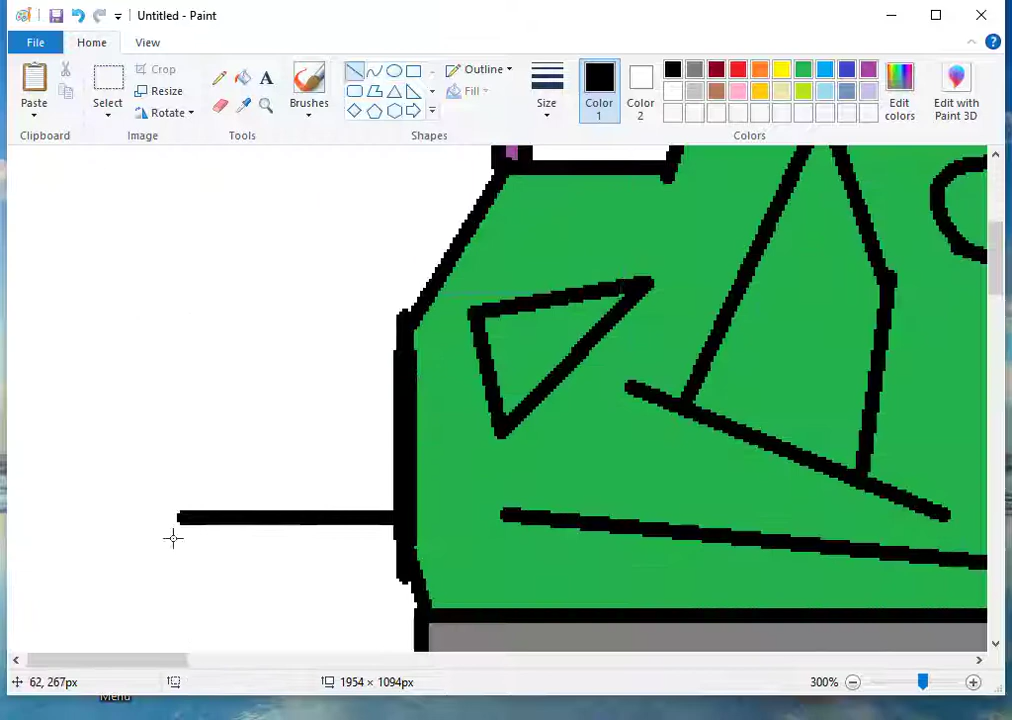 Untitled - Paint
File Home View
Paste Select Crop Resize Rotate A Brushes Outline Fill Size Color 1 Color 2 Edit colors Edit with Paint 3D
Clipboard Image Tools Shapes Colors
62, 267px 1954 × 1094px 300%
Menu